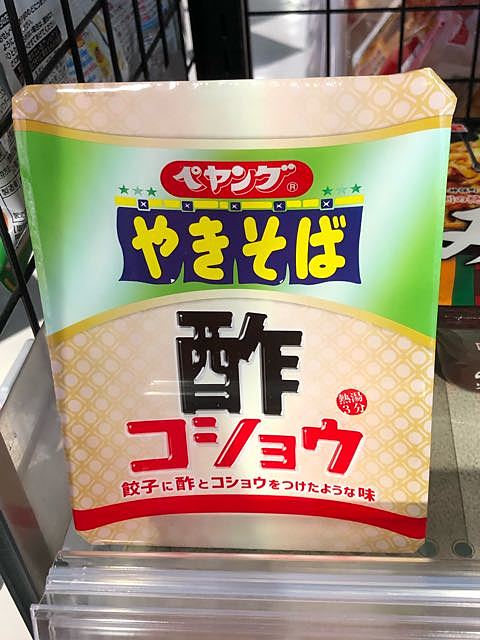 ペヤング®
やきそば
酢
コショウ
熱湯
3分
餃子に酢とコショウをつけたような味